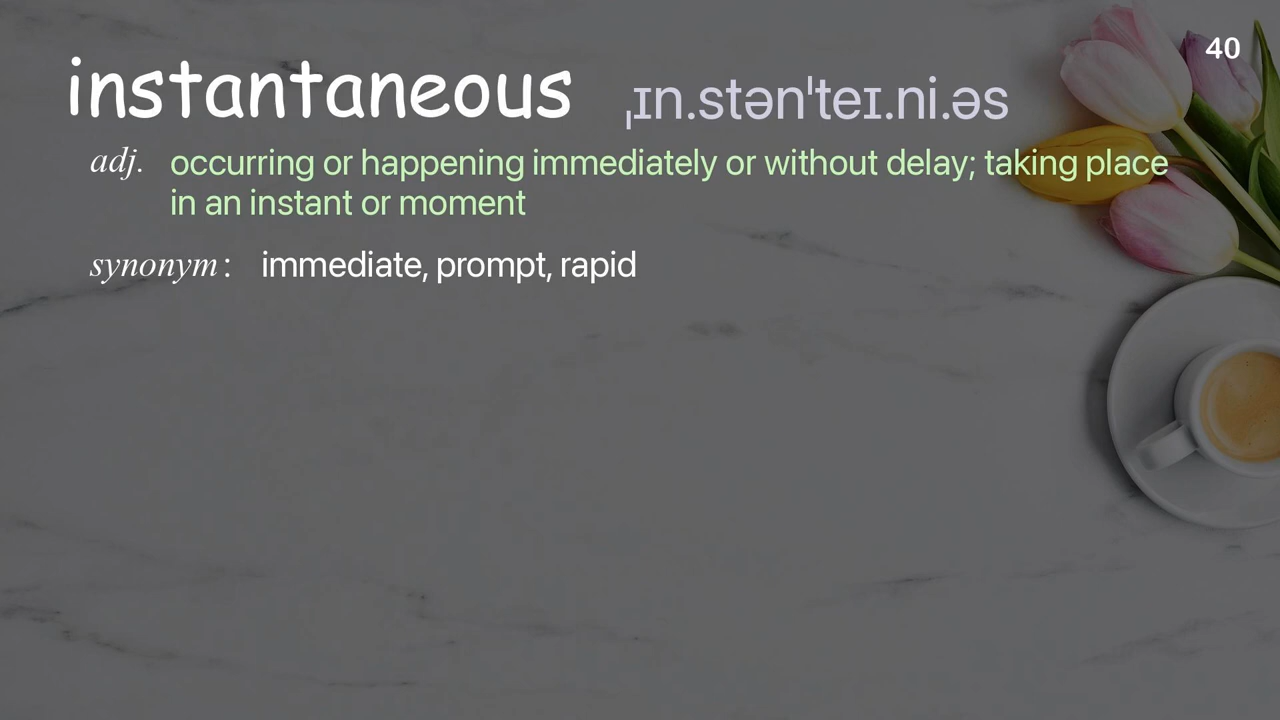 40
instantaneous ˌɪn.stənˈteɪ.ni.əs
adj. occurring or happening immediately or without delay; taking place
in an instant or moment
synonym: immediate, prompt, rapid